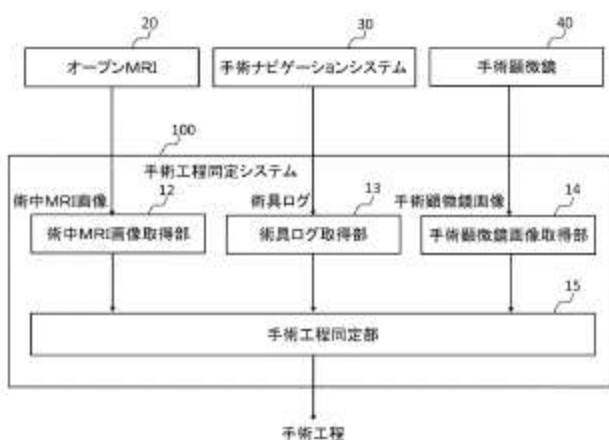 20
30
40
オープンMRI
手術ナビゲーションシステム
手術顕微鏡
100
手術工程同定システム
術中MRI画像
12
術具ログ
13
手術顕微鏡画像
14
術中MRI画像取得部
術具ログ取得部
手術顕微鏡画像取得部
15
手術工程同定部
手術工程